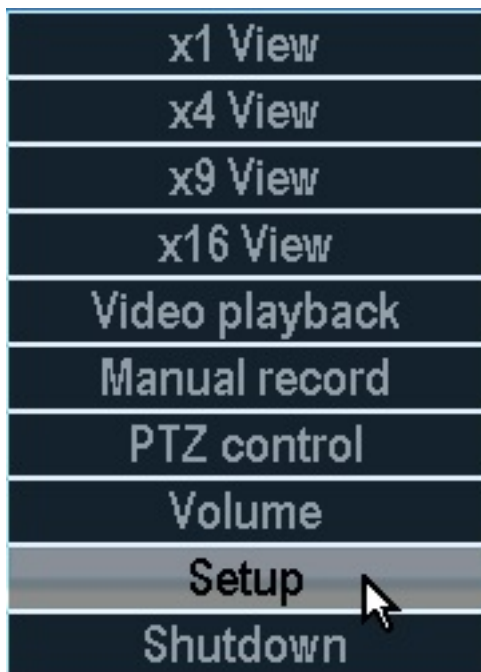 x1 View
x4 View
x9 View
x16 View
Video playback
Manual record
PTZ control
Volume
Setup
Shutdown